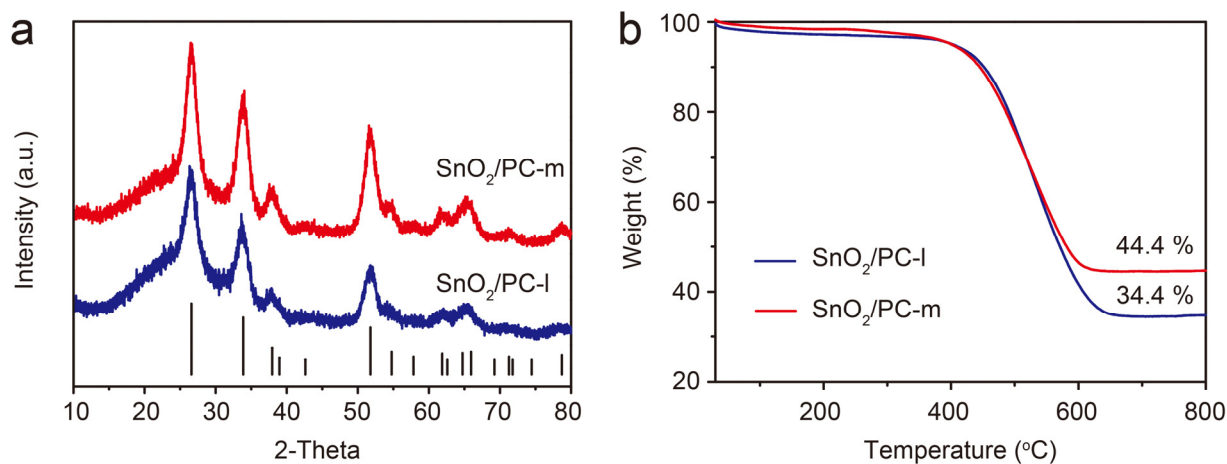 a
Intensity (a.u.)
SnO₂/PC-m
SnO₂/PC-l
10 20 30 40 50 60 70 80
2-Theta
b
Weight (%)
100
80
60
40
20
44.4 %
34.4 %
SnO₂/PC-l
SnO₂/PC-m
200 400 600 800
Temperature (°C)